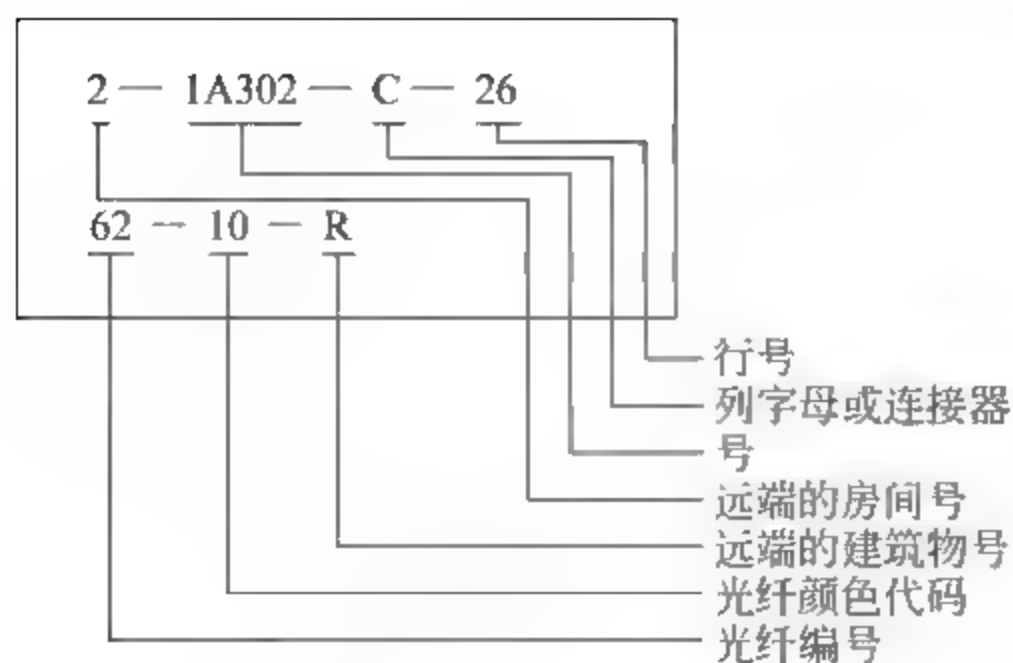 2 — 1A302 — C — 26
62 — 10 — R
行号
列字母或连接器
号
远端的房间号
远端的建筑物号
光纤颜色代码
光纤编号